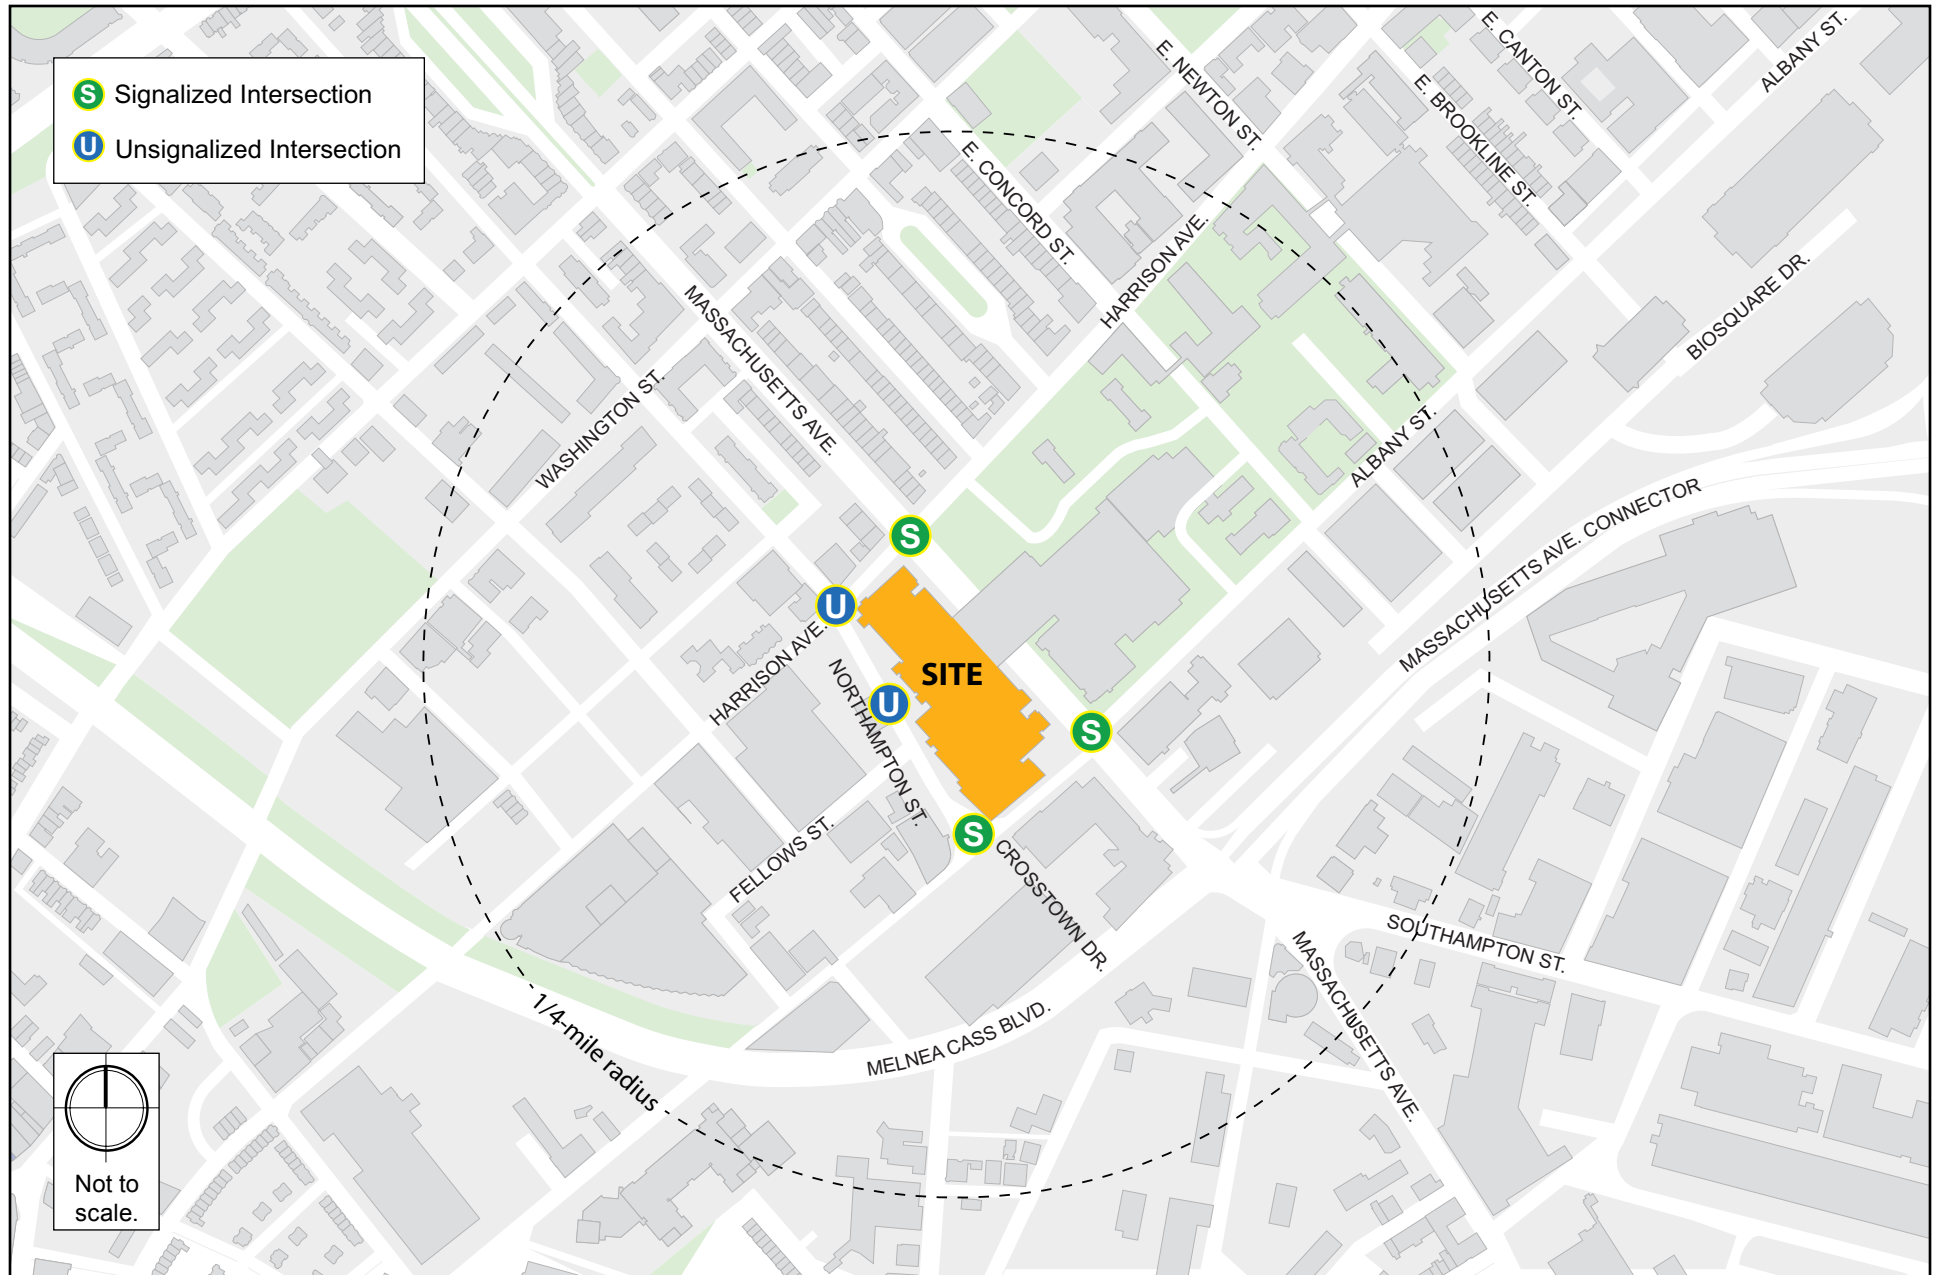 S Signalized Intersection
U Unsignalized Intersection
E. NEWTON ST.
E. CANTON ST.
ALBANY ST.
E. BROOKLINE ST.
E. CONCORD ST.
HARRISON AVE.
BIOSQUARE DR.
MASSACHUSETTS AVE.
WASHINGTON ST.
ALBANY ST.
MASSACHUSETTS AVE. CONNECTOR
S
U
HARRISON AVE.
SITE
NORTHAMPTON ST.
U
S
S
FELLOWS ST.
CROSSTOWN DR.
SOUTHAMPTON ST.
MASSACHUSETTS AVE.
MELNEA CASS BLVD.
1/4-mile radius
Not to
scale.